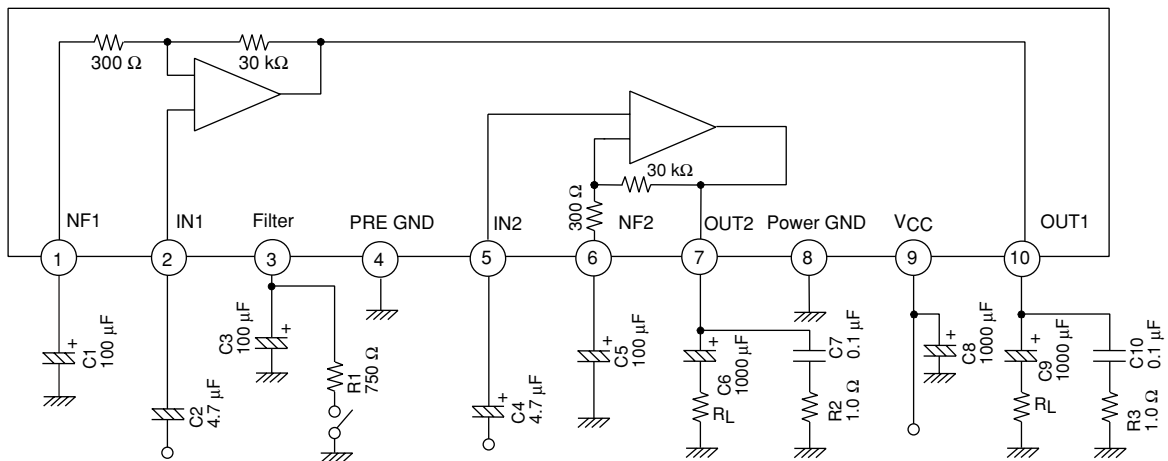 300 Ω
30 kΩ
30 kΩ
300 Ω
NF1
IN1
Filter
PRE GND
IN2
NF2
OUT2
Power GND
VCC
OUT1
1
2
3
4
5
6
7
8
9
10
C1
100 µF
C2
4.7 µF
C3
100 µF
R1
750 Ω
C4
4.7 µF
C5
100 µF
C6
1000 µF
RL
C7
0.1 µF
R2
1.0 Ω
C8
1000 µF
C9
1000 µF
RL
C10
0.1 µF
R3
1.0 Ω
+
+
+
+
+
+
+